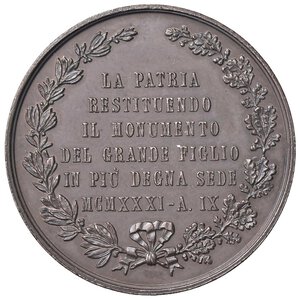 LA PATRIA
RESTITUENDO
IL MONUMENTO
DEL GRANDE FIGLIO
IN PIÙ DEGNA SEDE
MCMXXXI - A. IX